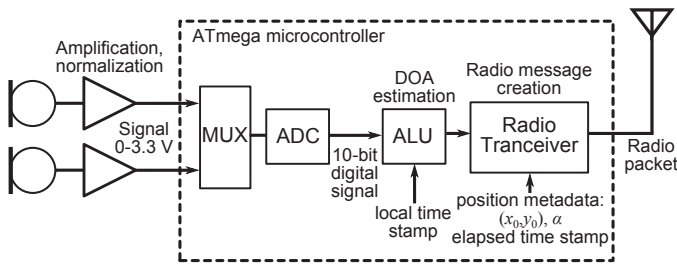 Amplification,
normalization
ATmega microcontroller
Signal
0-3.3 V
MUX
ADC
10-bit
digital
signal
DOA
estimation
ALU
local time
stamp
Radio message
creation
Radio
Tranceiver
position metadata:
(x₀,y₀), α
elapsed time stamp
Radio
packet